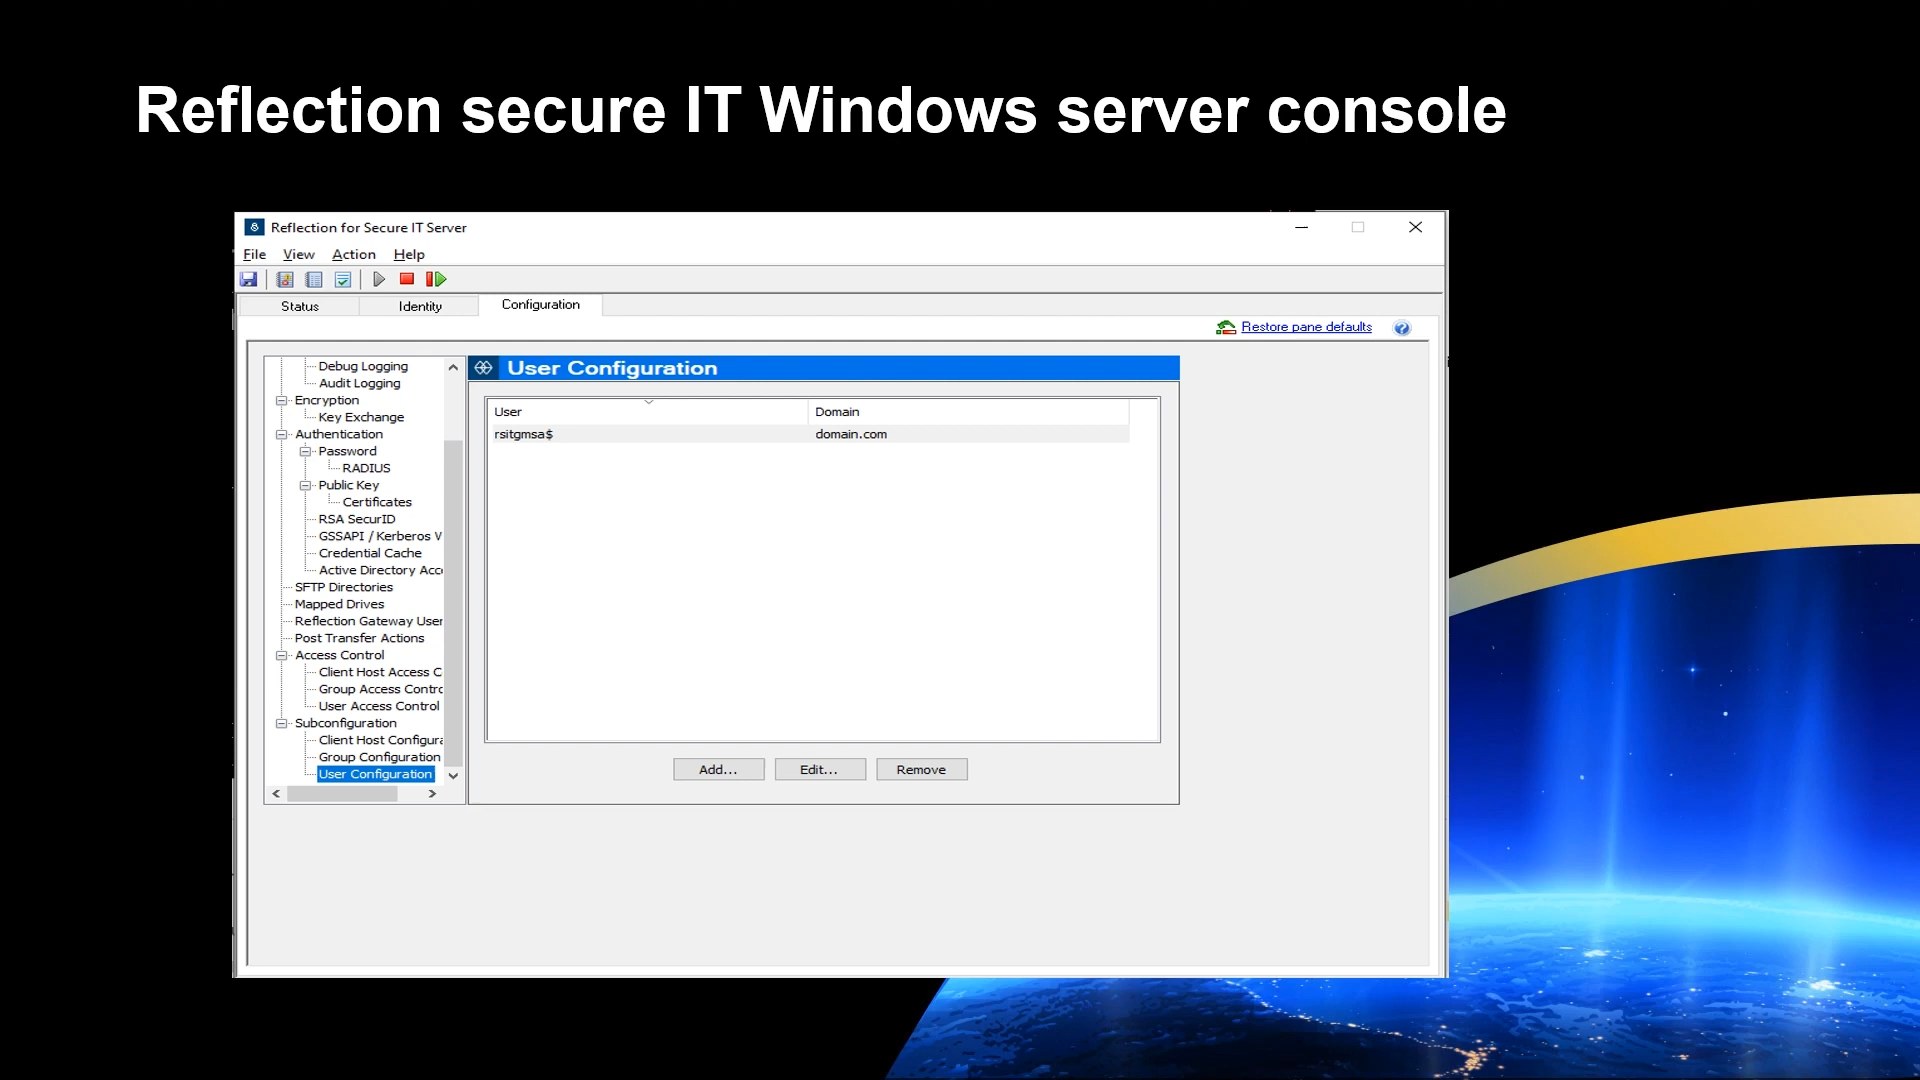 Reflection secure IT Windows server console
Reflection for Secure IT Server
File View Action Help
Status Identity Configuration
Restore pane defaults
Debug Logging
Audit Logging
Encryption
Key Exchange
Authentication
Password
RADIUS
Public Key
Certificates
RSA SecurID
GSSAPI / Kerberos V
Credential Cache
Active Directory Acc
SFTP Directories
Mapped Drives
Reflection Gateway User
Post Transfer Actions
Access Control
Client Host Access C
Group Access Contro
User Access Control
Subconfiguration
Client Host Configura
Group Configuration
User Configuration
User Configuration
User Domain
rsitgmsa$ domain.com
Add... Edit... Remove